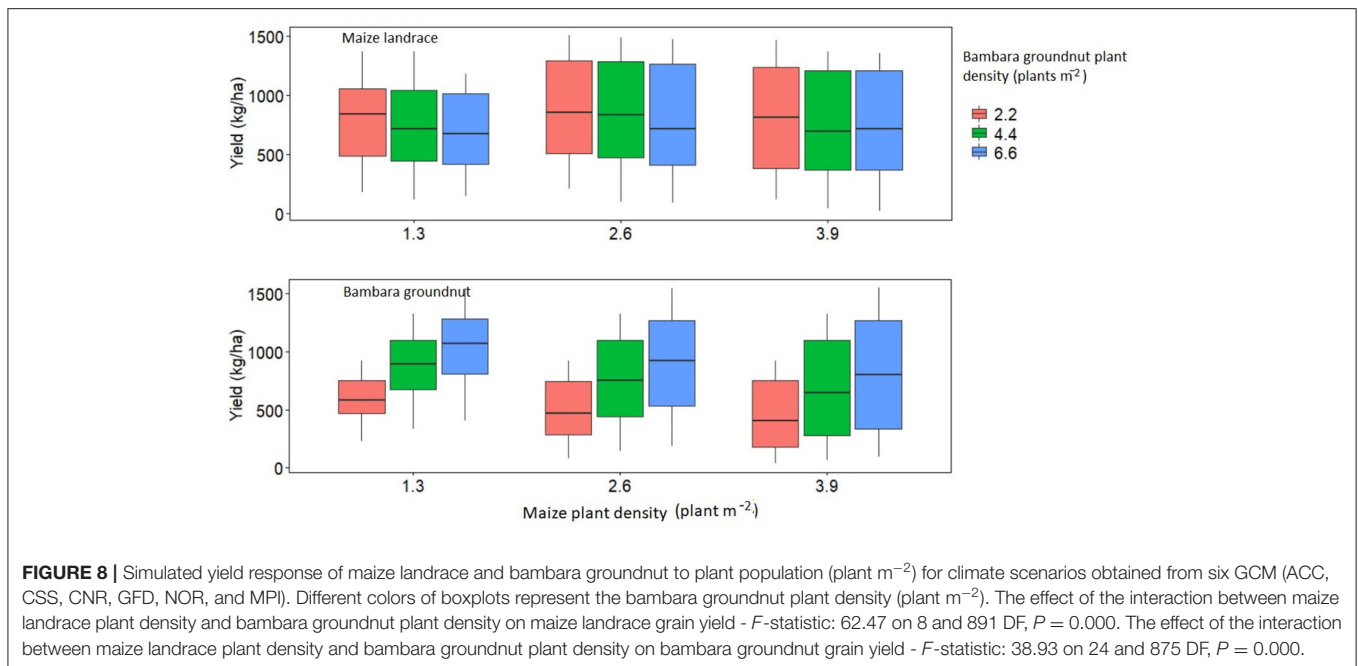 Maize landrace
Yield (kg/ha)
1500
1000
500
0
1.3
2.6
3.9
Bambara groundnut plant
density (plants m⁻²)
2.2
4.4
6.6
Bambara groundnut
Yield (kg/ha)
1500
1000
500
0
1.3
2.6
3.9
Maize plant density (plant m⁻²)
FIGURE 8 | Simulated yield response of maize landrace and bambara groundnut to plant population (plant m⁻²) for climate scenarios obtained from six GCM (ACC,
CSS, CNR, GFD, NOR, and MPI). Different colors of boxplots represent the bambara groundnut plant density (plant m⁻²). The effect of the interaction between maize
landrace plant density and bambara groundnut plant density on maize landrace grain yield - F-statistic: 62.47 on 8 and 891 DF, P = 0.000. The effect of the interaction
between maize landrace plant density and bambara groundnut plant density on bambara groundnut grain yield - F-statistic: 38.93 on 24 and 875 DF, P = 0.000.